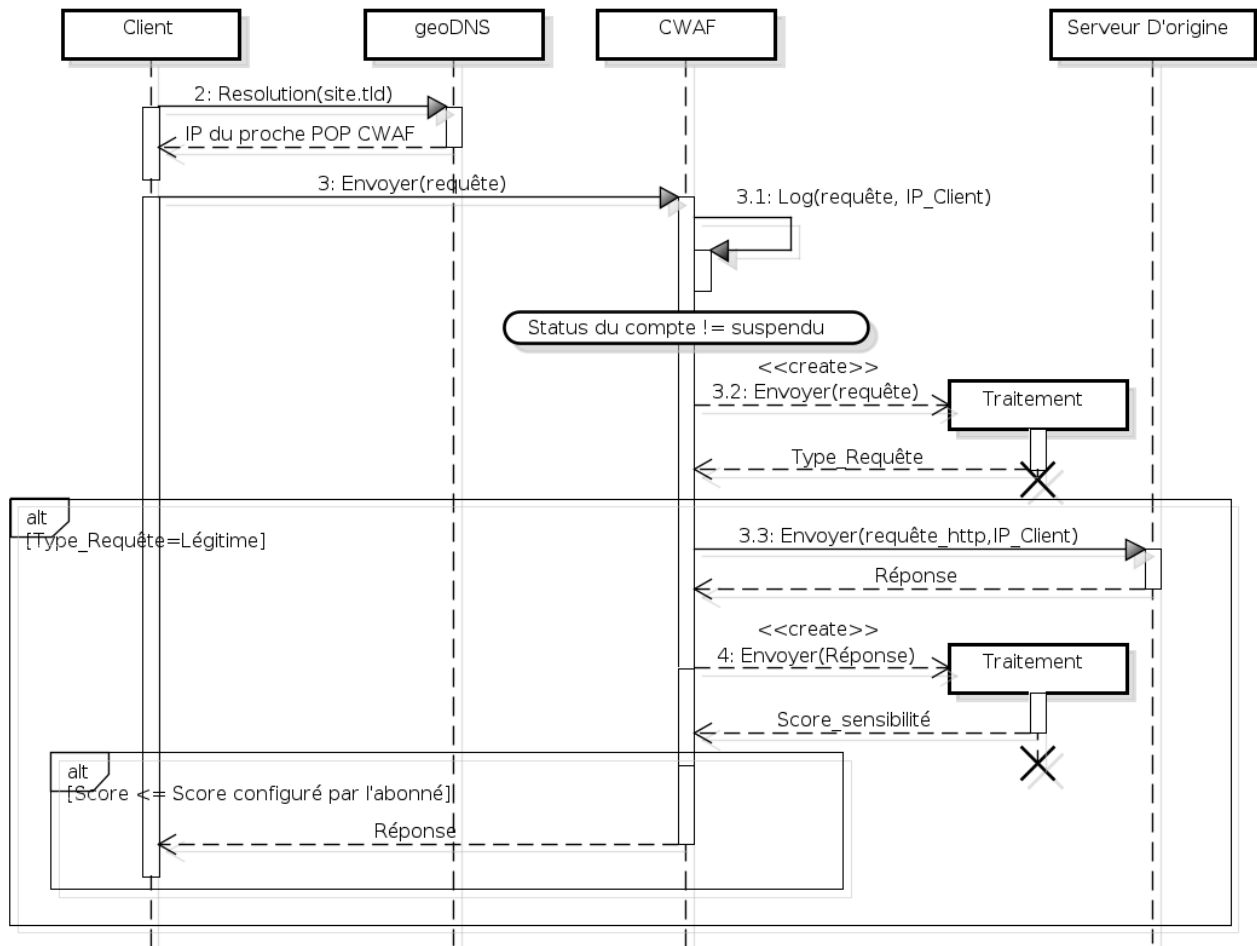 Client
geoDNS
CWAF
Serveur D'origine
2: Resolution(site.tld)
IP du proche POP CWAF
3: Envoyer(requête)
3.1: Log(requête, IP_Client)
Status du compte != suspendu
<<create>>
3.2: Envoyer(requête)
Traitement
Type_Requête
alt
[Type_Requête=Légitime]
3.3: Envoyer(requête_http,IP_Client)
Réponse
<<create>>
4: Envoyer(Réponse)
Traitement
Score_sensibilité
alt
[Score <= Score configuré par l'abonné]
Réponse